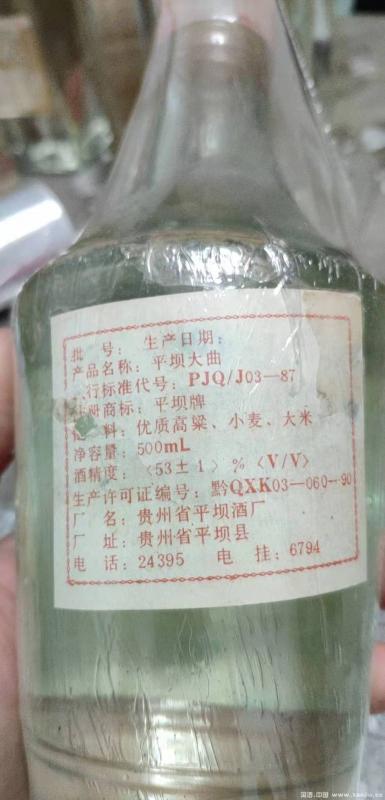 批 号： 生产日期：
产品名称：平坝大曲
行标准代号：PJQ/J03—87
册商标：平坝牌
料：优质高粱、小麦、大米
净容量：500mL
酒精度：〈53±1〉％〈V/V〉
生产许可证编号：黔QXK03—060—90
厂 名：贵州省平坝酒厂
厂 址：贵州省平坝县
电 话：24395 电 挂：6794